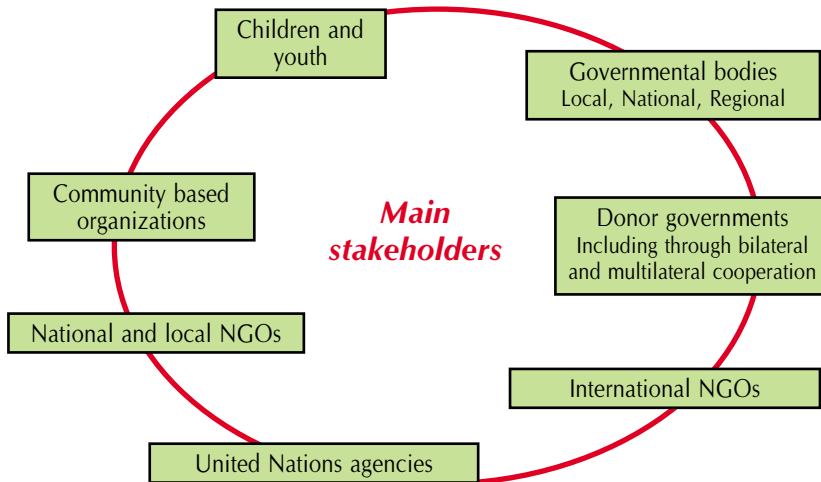 Children and
youth
Governmental bodies
Local, National, Regional
Community based
organizations
Main
stakeholders
Donor governments
Including through bilateral
and multilateral cooperation
National and local NGOs
International NGOs
United Nations agencies